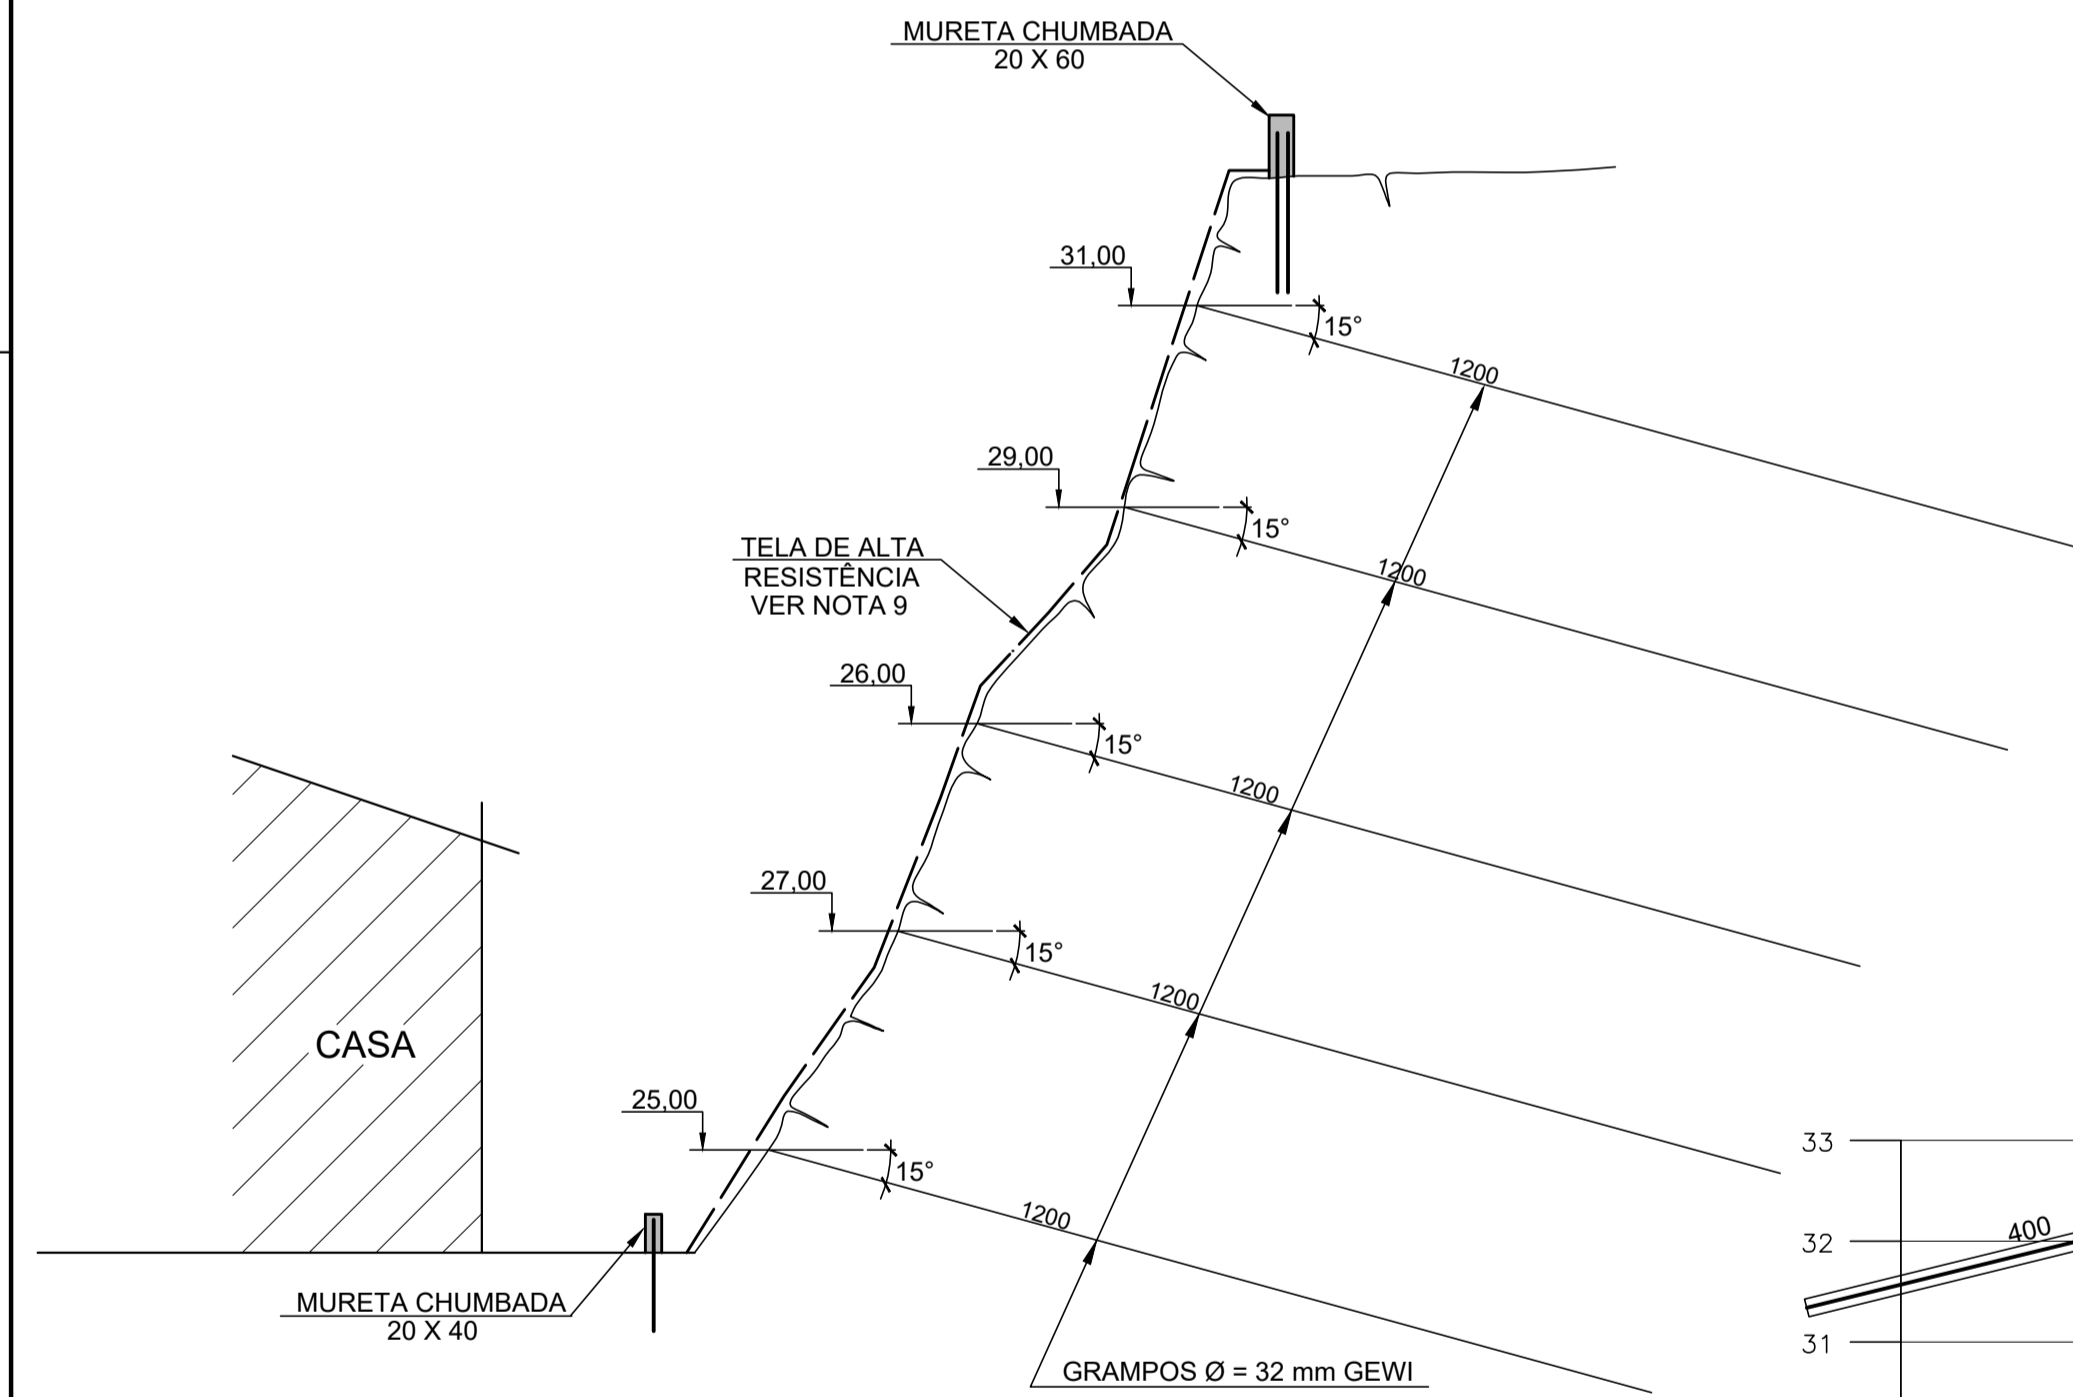 MURETA CHUMBADA
20 X 60
31,00
15°
1200
29,00
15°
1200
TELA DE ALTA
RESISTÊNCIA
VER NOTA 9
26,00
15°
1200
27,00
15°
1200
CASA
25,00
15°
1200
33
32
400
31
MURETA CHUMBADA
20 X 40
GRAMPOS Ø = 32 mm GEWI